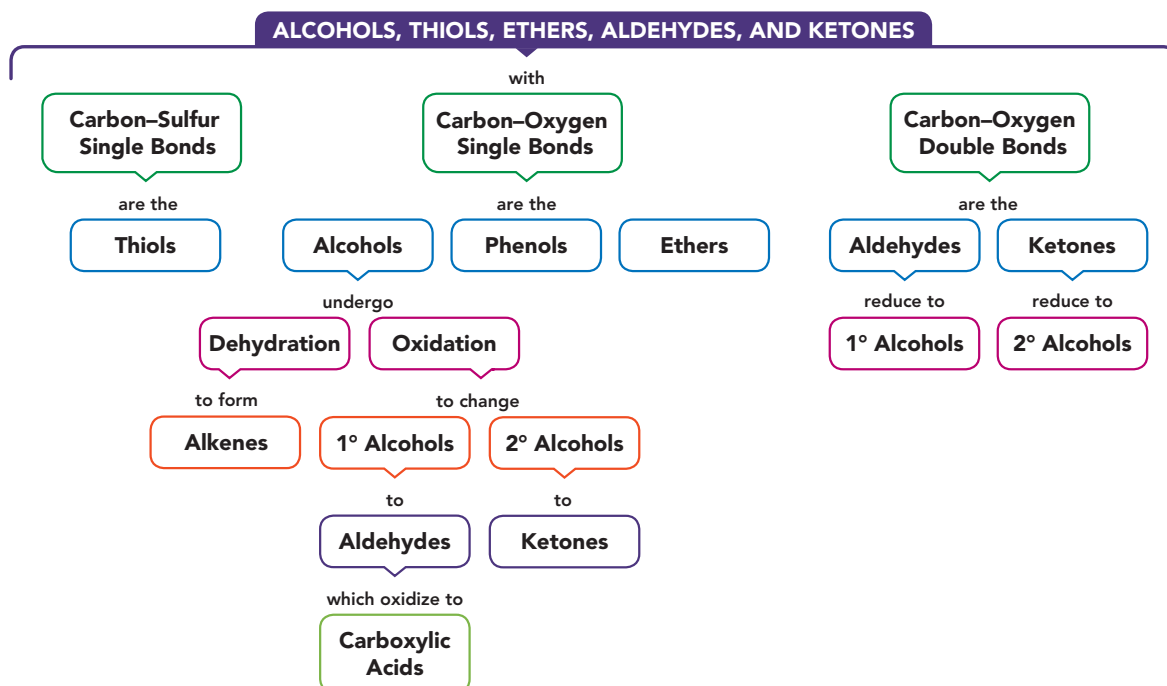 ALCOHOLS, THIOLS, ETHERS, ALDEHYDES, AND KETONES
with
Carbon–Sulfur
Single Bonds
Carbon–Oxygen
Single Bonds
Carbon–Oxygen
Double Bonds
are the
are the
are the
Thiols
Alcohols
Phenols
Ethers
Aldehydes
Ketones
undergo
reduce to
reduce to
Dehydration
Oxidation
1° Alcohols
2° Alcohols
to form
to change
Alkenes
1° Alcohols
2° Alcohols
to
to
Aldehydes
Ketones
which oxidize to
Carboxylic
Acids